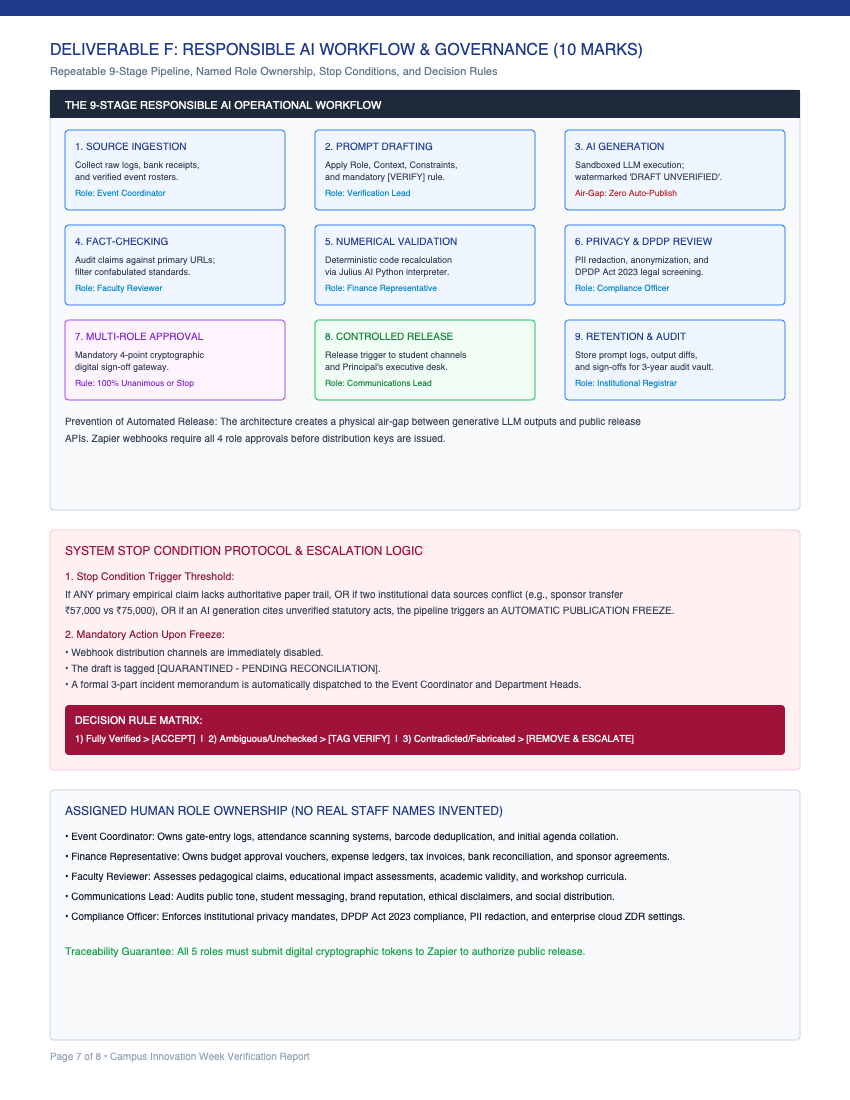 DELIVERABLE F: RESPONSIBLE AI WORKFLOW & GOVERNANCE (10 MARKS)
Repeatable 9-Stage Pipeline, Named Role Ownership, Stop Conditions, and Decision Rules
THE 9-STAGE RESPONSIBLE AI OPERATIONAL WORKFLOW
1. SOURCE INGESTION
Collect raw logs, bank receipts,
and verified event rosters.
Role: Event Coordinator
2. PROMPT DRAFTING
Apply Role, Context, Constraints,
and mandatory [VERIFY] rule.
Role: Verification Lead
3. AI GENERATION
Sandboxed LLM execution;
watermarked 'DRAFT UNVERIFIED'.
Air-Gap: Zero Auto-Publish
4. FACT-CHECKING
Audit claims against primary URLs;
filter confabulated standards.
Role: Faculty Reviewer
5. NUMERICAL VALIDATION
Deterministic code recalculation
via Julius AI Python interpreter.
Role: Finance Representative
6. PRIVACY & DPDP REVIEW
PII redaction, anonymization, and
DPDP Act 2023 legal screening.
Role: Compliance Officer
7. MULTI-ROLE APPROVAL
Mandatory 4-point cryptographic
digital sign-off gateway.
Rule: 100% Unanimous or Stop
8. CONTROLLED RELEASE
Release trigger to student channels
and Principal's executive desk.
Role: Communications Lead
9. RETENTION & AUDIT
Store prompt logs, output diffs,
and sign-offs for 3-year audit vault.
Role: Institutional Registrar
Prevention of Automated Release: The architecture creates a physical air-gap between generative LLM outputs and public release
APIs. Zapier webhooks require all 4 role approvals before distribution keys are issued.
SYSTEM STOP CONDITION PROTOCOL & ESCALATION LOGIC
1. Stop Condition Trigger Threshold:
If ANY primary empirical claim lacks authoritative paper trail, OR if two institutional data sources conflict (e.g., sponsor transfer
₹57,000 vs ₹75,000), OR if an AI generation cites unverified statutory acts, the pipeline triggers an AUTOMATIC PUBLICATION FREEZE.
2. Mandatory Action Upon Freeze:
• Webhook distribution channels are immediately disabled.
• The draft is tagged [QUARANTINED - PENDING RECONCILIATION].
• A formal 3-part incident memorandum is automatically dispatched to the Event Coordinator and Department Heads.
DECISION RULE MATRIX:
1) Fully Verified > [ACCEPT] | 2) Ambiguous/Unchecked > [TAG VERIFY] | 3) Contradicted/Fabricated > [REMOVE & ESCALATE]
ASSIGNED HUMAN ROLE OWNERSHIP (NO REAL STAFF NAMES INVENTED)
• Event Coordinator: Owns gate-entry logs, attendance scanning systems, barcode deduplication, and initial agenda collation.
• Finance Representative: Owns budget approval vouchers, expense ledgers, tax invoices, bank reconciliation, and sponsor agreements.
• Faculty Reviewer: Assesses pedagogical claims, educational impact assessments, academic validity, and workshop curricula.
• Communications Lead: Audits public tone, student messaging, brand reputation, ethical disclaimers, and social distribution.
• Compliance Officer: Enforces institutional privacy mandates, DPDP Act 2023 compliance, PII redaction, and enterprise cloud ZDR settings.
Traceability Guarantee: All 5 roles must submit digital cryptographic tokens to Zapier to authorize public release.
Page 7 of 8 • Campus Innovation Week Verification Report